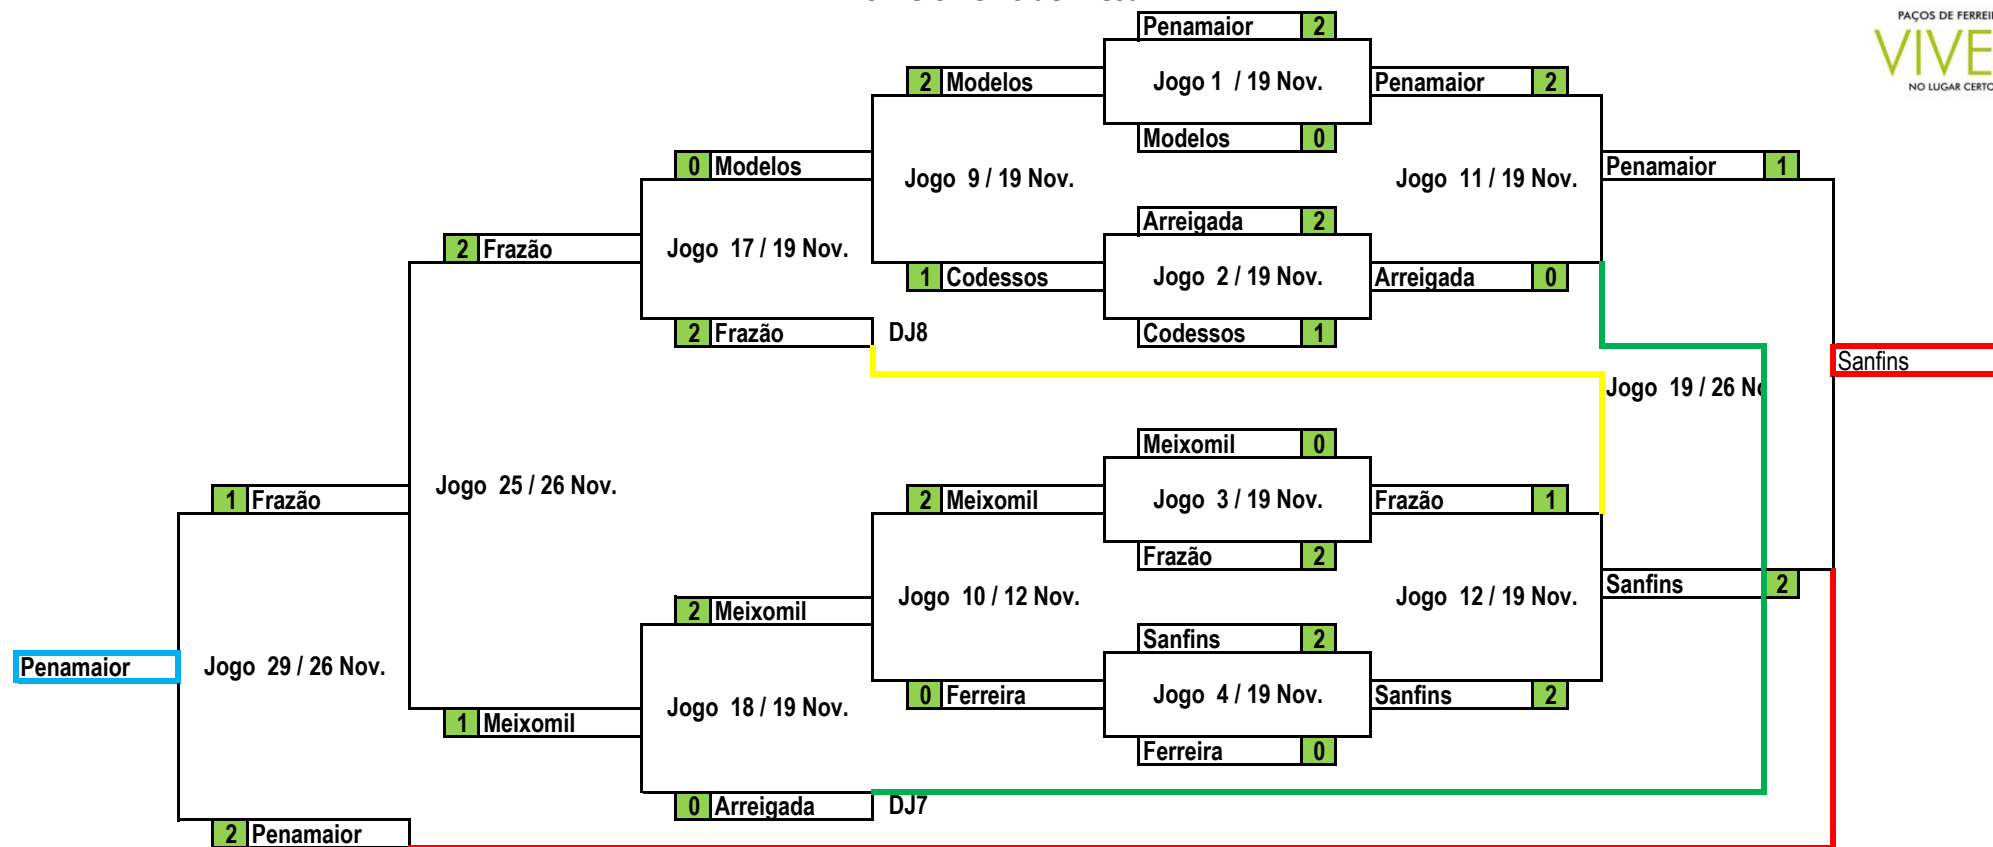 Penamaior 2
PAÇOS DE FERREI
VIVE
NO LUGAR CERTO
2 Modelos
Jogo 1 / 19 Nov.
Penamaior 2
Modelos 0
0 Modelos
Jogo 9 / 19 Nov.
Jogo 11 / 19 Nov.
Penamaior 1
Arreigada 2
2 Frazão
Jogo 17 / 19 Nov.
1 Codessos
Jogo 2 / 19 Nov.
Arreigada 0
2 Frazão
DJ8
Codessos 1
Sanfins
Jogo 19 / 26 No
Meixomil 0
1 Frazão
Jogo 25 / 26 Nov.
2 Meixomil
Jogo 3 / 19 Nov.
Frazão 1
Frazão 2
2 Meixomil
Jogo 10 / 12 Nov.
Jogo 12 / 19 Nov.
Sanfins 2
Sanfins 2
Penamaior
Jogo 29 / 26 Nov.
Jogo 18 / 19 Nov.
0 Ferreira
Jogo 4 / 19 Nov.
Sanfins 2
1 Meixomil
Ferreira 0
0 Arreigada
DJ7
2 Penamaior